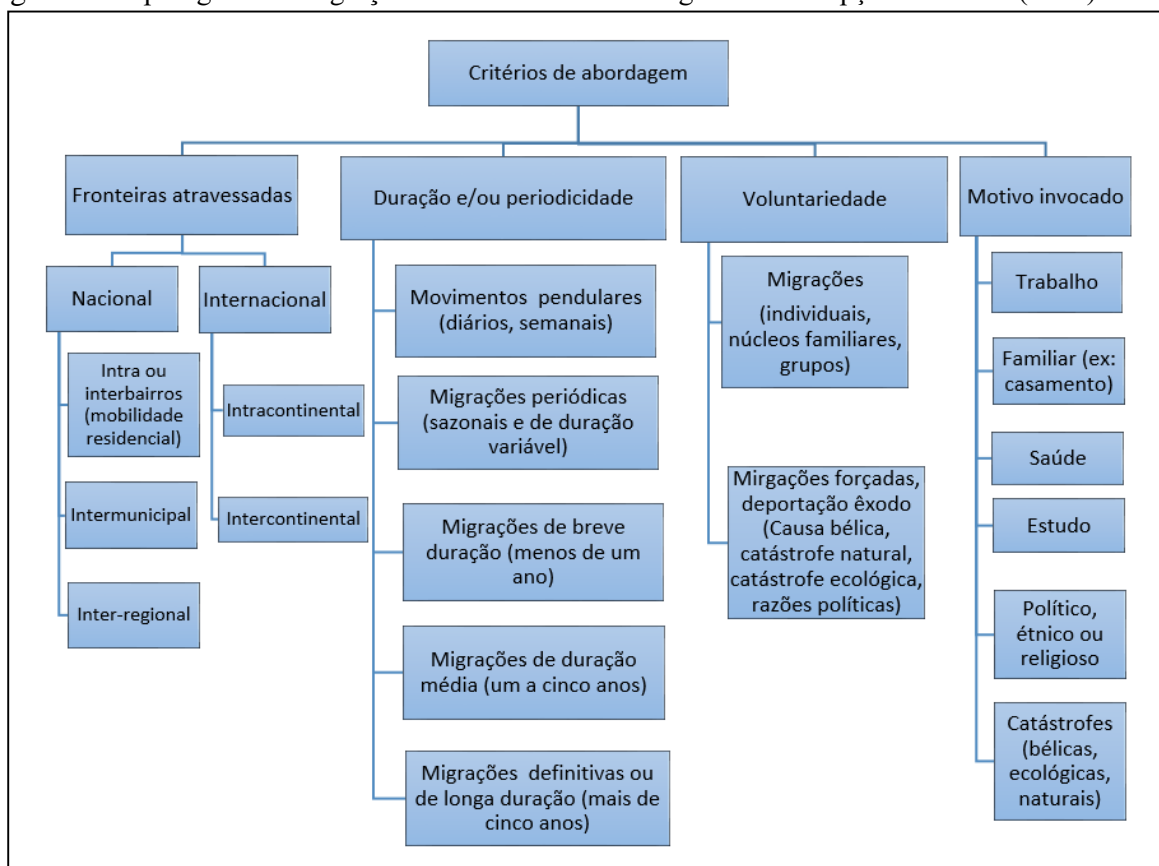 Critérios de abordagem
Fronteiras atravessadas
Nacional
Intra ou
interbairros
(mobilidade
residencial)
Intermunicipal
Inter-regional
Internacional
Intracontinental
Intercontinental
Duração e/ou periodicidade
Movimentos pendulares
(diários, semanais)
Migrações periódicas
(sazonais e de duração
variável)
Migrações de breve
duração (menos de um
ano)
Migrações de duração
média (um a cinco anos)
Migrações definitivas ou
de longa duração (mais de
cinco anos)
Voluntariedade
Migrações
(individuais,
núcleos familiares,
grupos)
Mirgações forçadas,
deportação êxodo
(Causa bélica,
catástrofe natural,
catástrofe ecológica,
razões políticas)
Motivo invocado
Trabalho
Familiar (ex:
casamento)
Saúde
Estudo
Político,
étnico ou
religioso
Catástrofes
(bélicas,
ecológicas,
naturais)